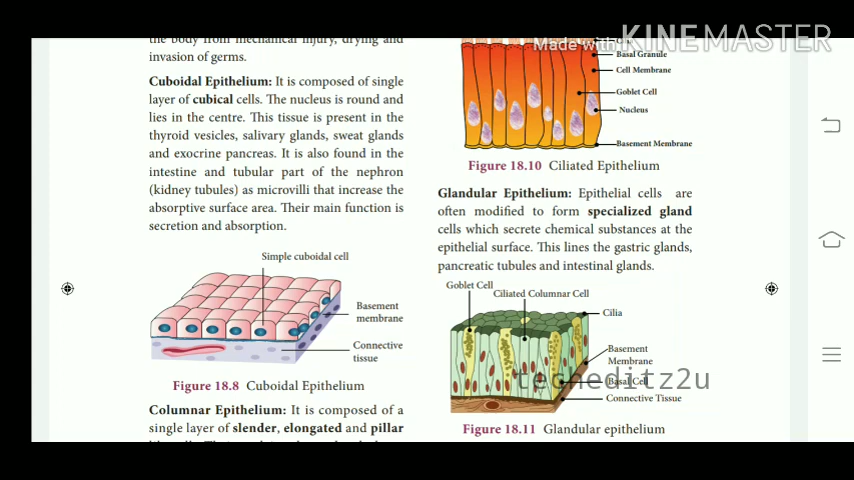 the body from mechanical injury, drying and
invasion of germs.
Cuboidal Epithelium: It is composed of single
layer of cubical cells. The nucleus is round and
lies in the centre. This tissue is present in the
thyroid vesicles, salivary glands, sweat glands
and exocrine pancreas. It is also found in the
intestine and tubular part of the nephron
(kidney tubules) as microvilli that increase the
absorptive surface area. Their main function is
secretion and absorption.
Simple cuboidal cell
Basement
membrane
Connective
tissue
Figure 18.8 Cuboidal Epithelium
Columnar Epithelium: It is composed of a
single layer of slender, elongated and pillar
Made with KINEMASTER
Basal Granule
Cell Membrane
Goblet Cell
Nucleus
Basement Membrane
Figure 18.10 Ciliated Epithelium
Glandular Epithelium: Epithelial cells are
often modified to form specialized gland
cells which secrete chemical substances at the
epithelial surface. This lines the gastric glands,
pancreatic tubules and intestinal glands.
Goblet Cell
Ciliated Columnar Cell
Cilia
Basement
Membrane
techeditz2u
Basal Cell
Connective Tissue
Figure 18.11 Glandular epithelium